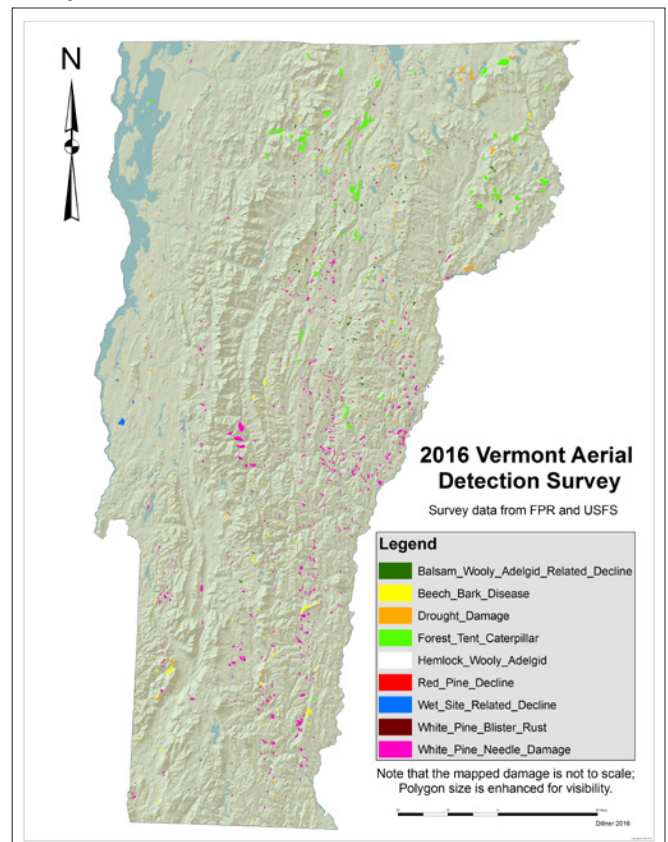 N
2016 Vermont Aerial
Detection Survey
Survey data from FPR and USFS
Legend
Balsam_Wooly_Adelgid_Related_Decline
Beech_Bark_Disease
Drought_Damage
Forest_Tent_Caterpillar
Hemlock_Wooly_Adelgid
Red_Pine_Decline
Wet_Site_Related_Decline
White_Pine_Blister_Rust
White_Pine_Needle_Damage
Note that the mapped damage is not to scale;
Polygon size is enhanced for visibility.
Dillner 2016